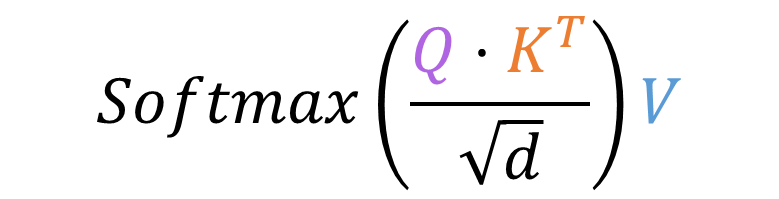 Softmax(Q · K^T / √d) V